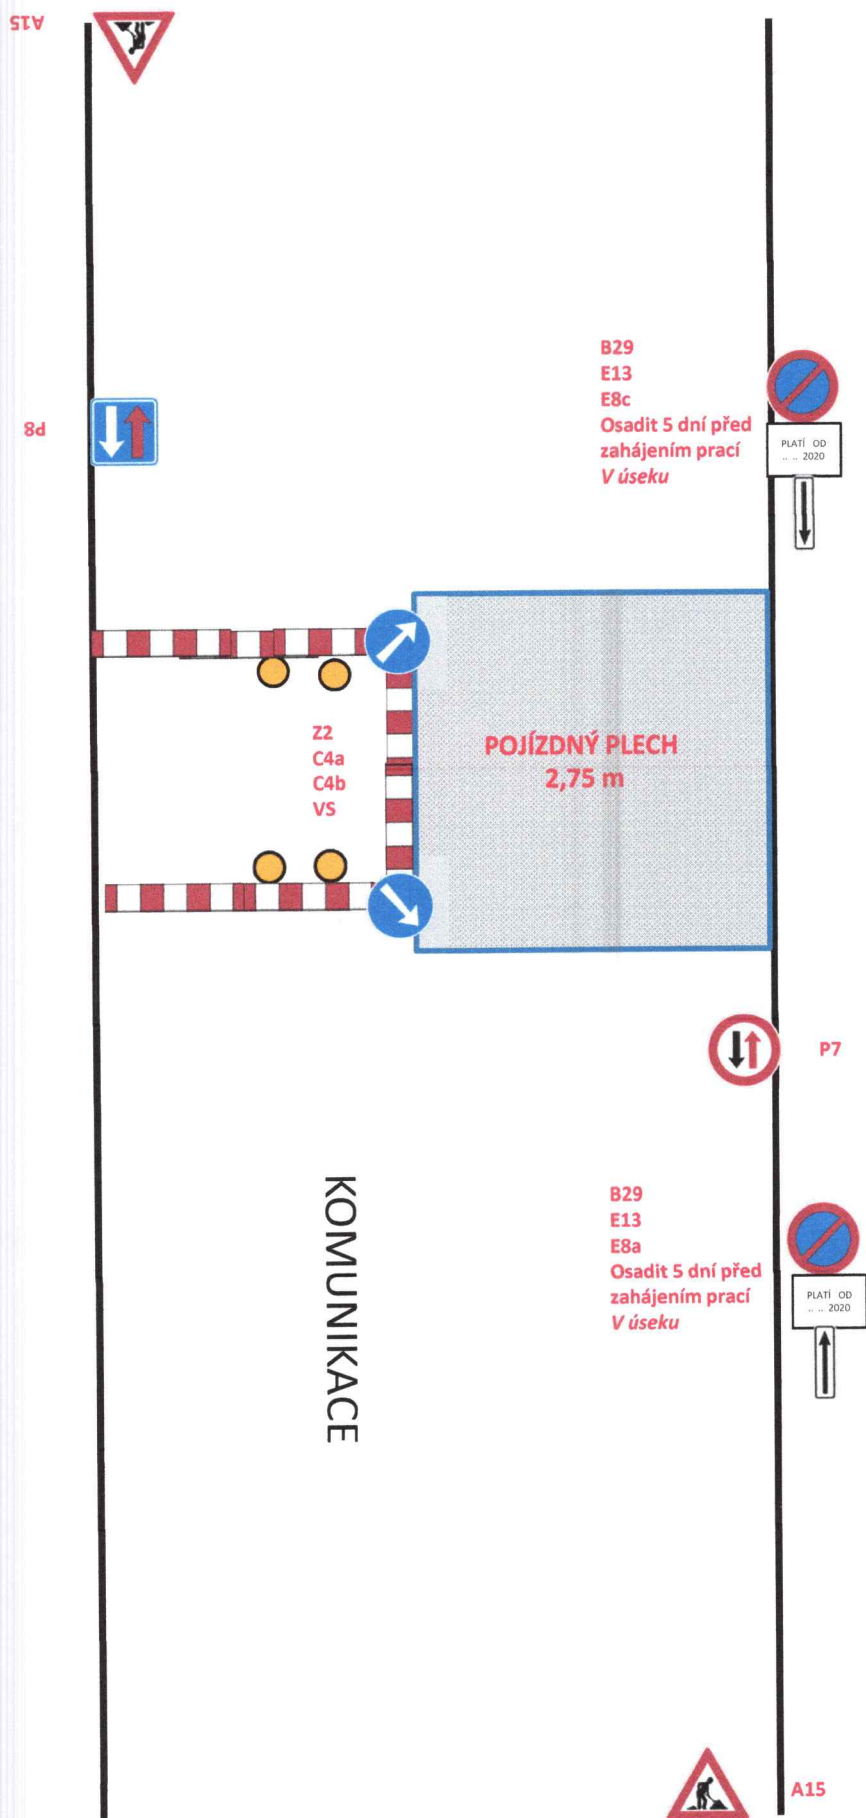 A15
B29
E13
E8c
Osadit 5 dní před
zahájením prací
V úseku
PLATÍ OD
.. .. 2020
P8
Z2
C4a
C4b
VS
POJÍZDNÝ PLECH
2,75 m
P7
KOMUNIKACE
B29
E13
E8a
Osadit 5 dní před
zahájením prací
V úseku
PLATÍ OD
.. .. 2020
A15